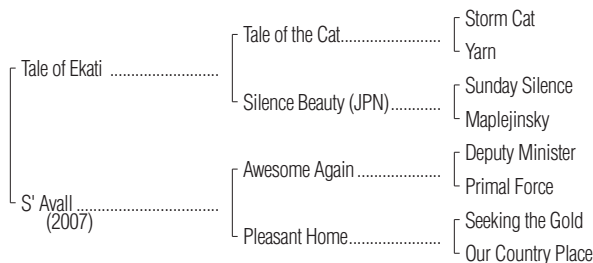 Storm Cat
Tale of the Cat......................
Yarn
Tale of Ekati ........................
Sunday Silence
Silence Beauty (JPN)...........
Maplejinsky
Deputy Minister
Awesome Again ..................
Primal Force
S' Avall ................................
(2007)
Seeking the Gold
Pleasant Home....................
Our Country Place